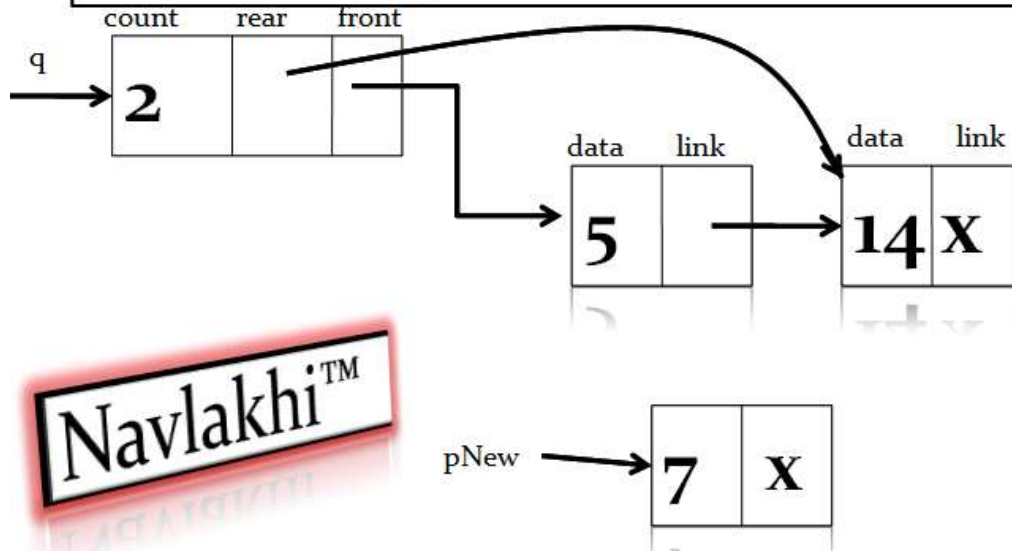 count rear front
q
2
data link
data link
5
14 x
Navlakhi™
pNew
7 x